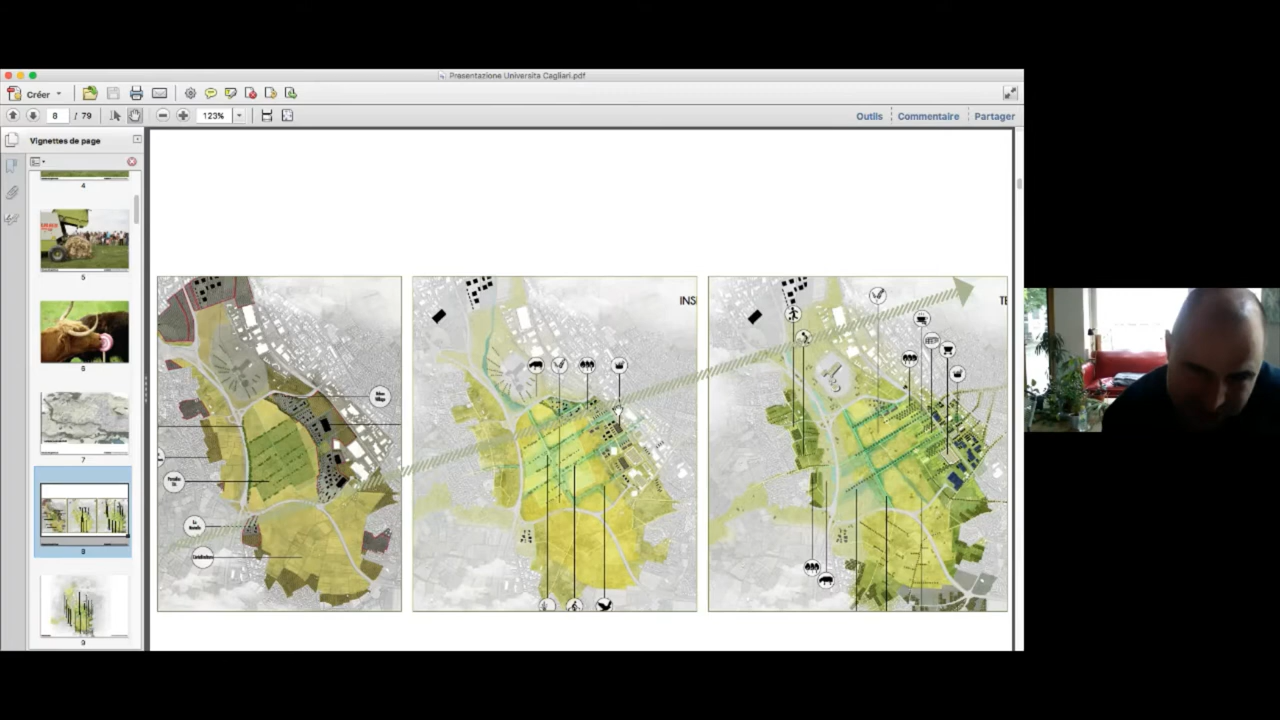 Presentazione Universita Cagliari.pdf
Créer
8 / 79
123%
Outils
Commentaire
Partager
Vignettes de page
4
5
6
7
8
9
INS
TE